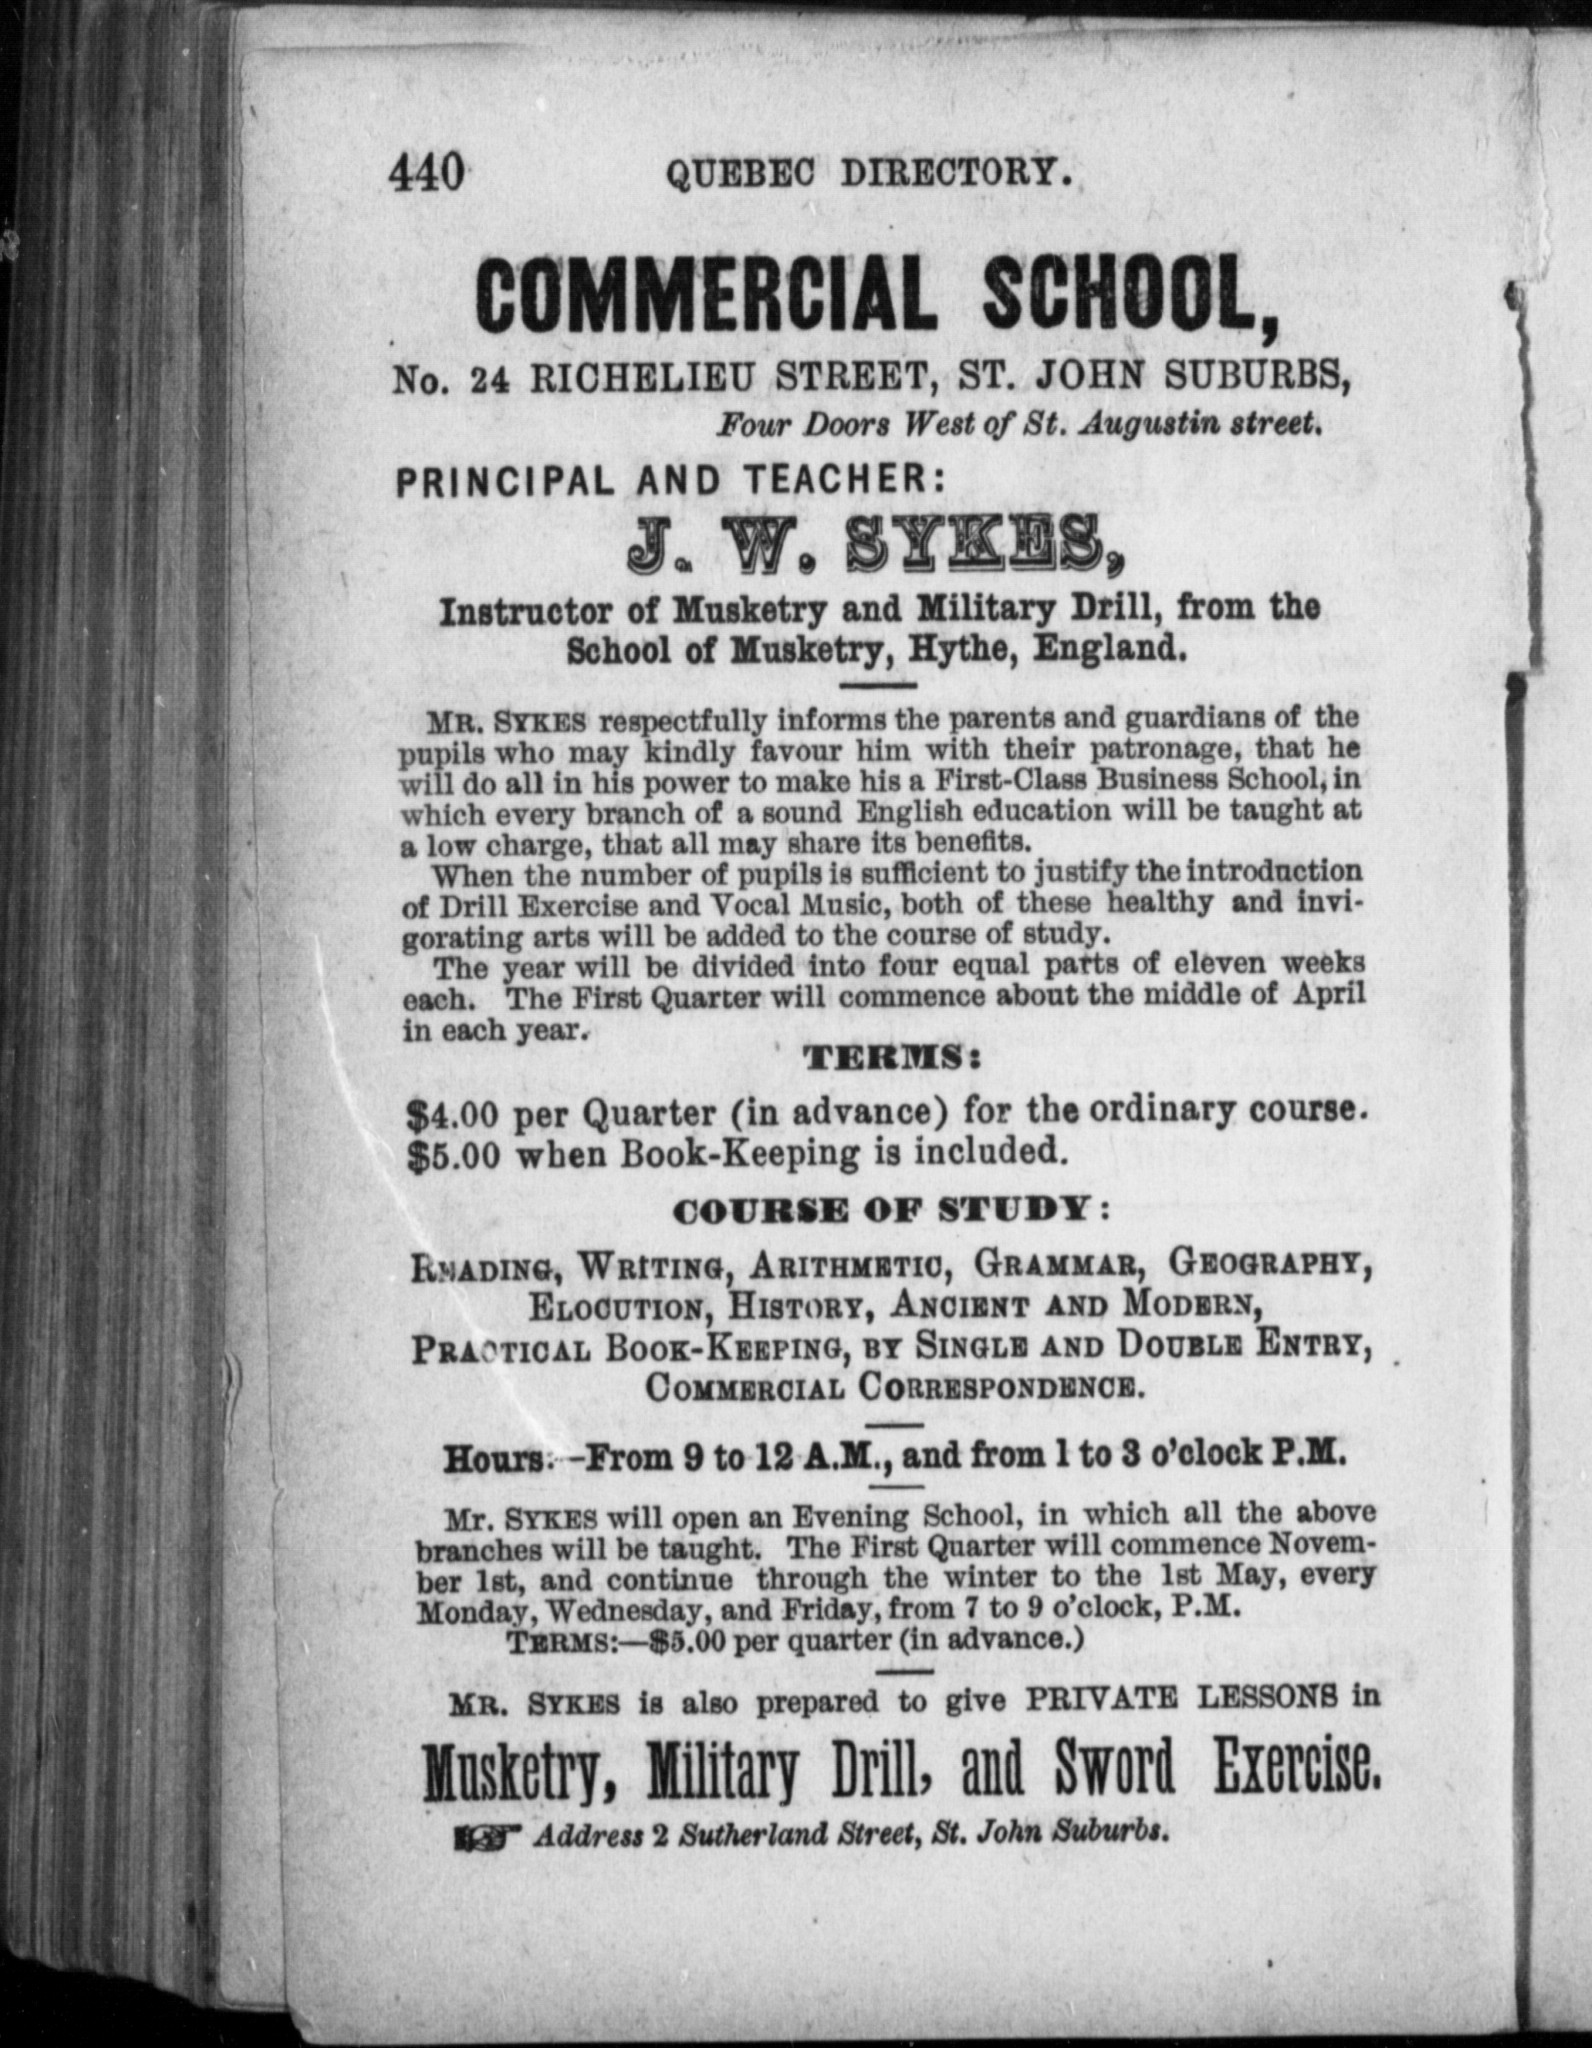 440 QUEBEC DIRECTORY.
COMMERCIAL SCHOOL,
No. 24 RICHELIEU STREET, ST. JOHN SUBURBS,
Four Doors West of St. Augustin street.
PRINCIPAL AND TEACHER:
J. W. SYKES,
Instructor of Musketry and Military Drill, from the
School of Musketry, Hythe, England.
MR. SYKES respectfully informs the parents and guardians of the
pupils who may kindly favour him with their patronage, that he
will do all in his power to make his a First-Class Business School, in
which every branch of a sound English education will be taught at
a low charge, that all may share its benefits.
When the number of pupils is sufficient to justify the introduction
of Drill Exercise and Vocal Music, both of these healthy and invi-
gorating arts will be added to the course of study.
The year will be divided into four equal parts of eleven weeks
each. The First Quarter will commence about the middle of April
in each year.
TERMS:
$4.00 per Quarter (in advance) for the ordinary course.
$5.00 when Book-Keeping is included.
COURSE OF STUDY:
READING, WRITING, ARITHMETIC, GRAMMAR, GEOGRAPHY,
ELOCUTION, HISTORY, ANCIENT AND MODERN,
PRACTICAL BOOK-KEEPING, BY SINGLE AND DOUBLE ENTRY,
COMMERCIAL CORRESPONDENCE.
Hours:—From 9 to 12 A.M., and from 1 to 3 o'clock P.M.
Mr. SYKES will open an Evening School, in which all the above
branches will be taught. The First Quarter will commence Novem-
ber 1st, and continue through the winter to the 1st May, every
Monday, Wednesday, and Friday, from 7 to 9 o'clock, P.M.
TERMS:—$5.00 per quarter (in advance.)
MR. SYKES is also prepared to give PRIVATE LESSONS in
Musketry, Military Drill, and Sword Exercise.
☞ Address 2 Sutherland Street, St. John Suburbs.